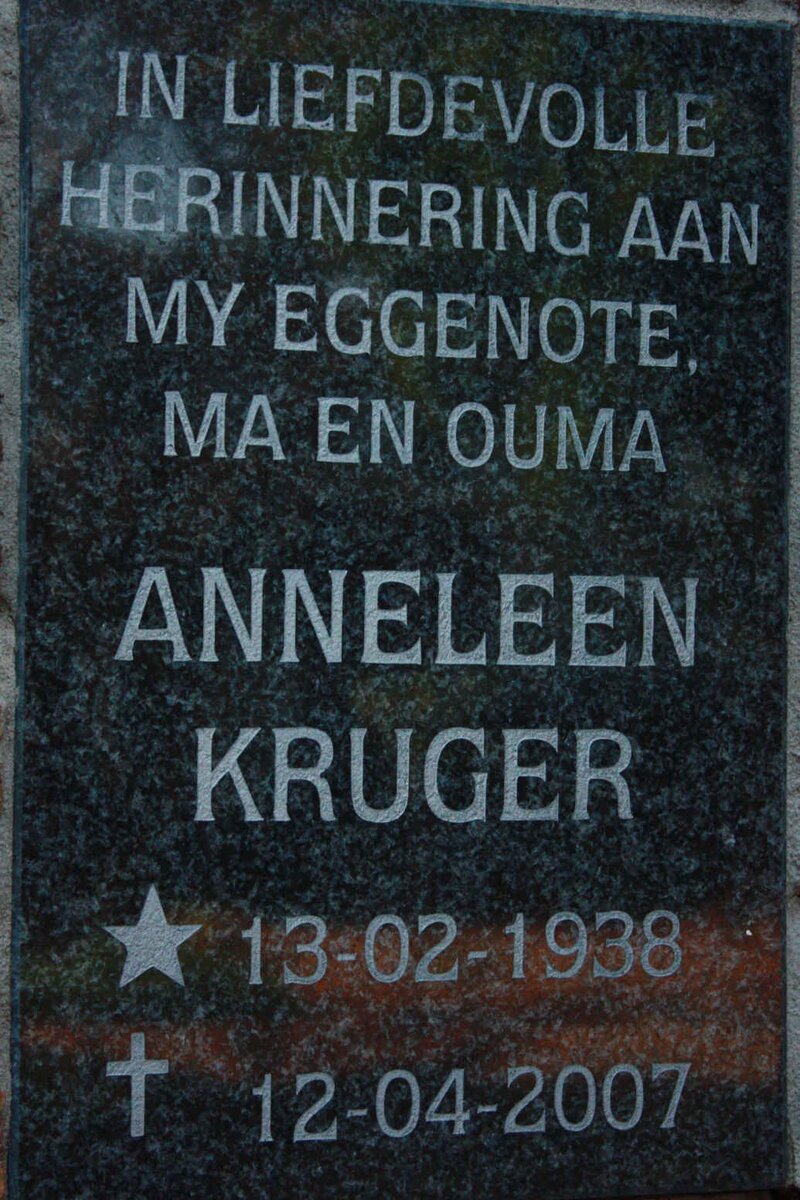 IN LIEFDEVOLLE
HERINNERING AAN
MY EGGENOTE,
MA EN OUMA
ANNELEEN
KRUGER
★ 13-02-1938
✝ 12-04-2007